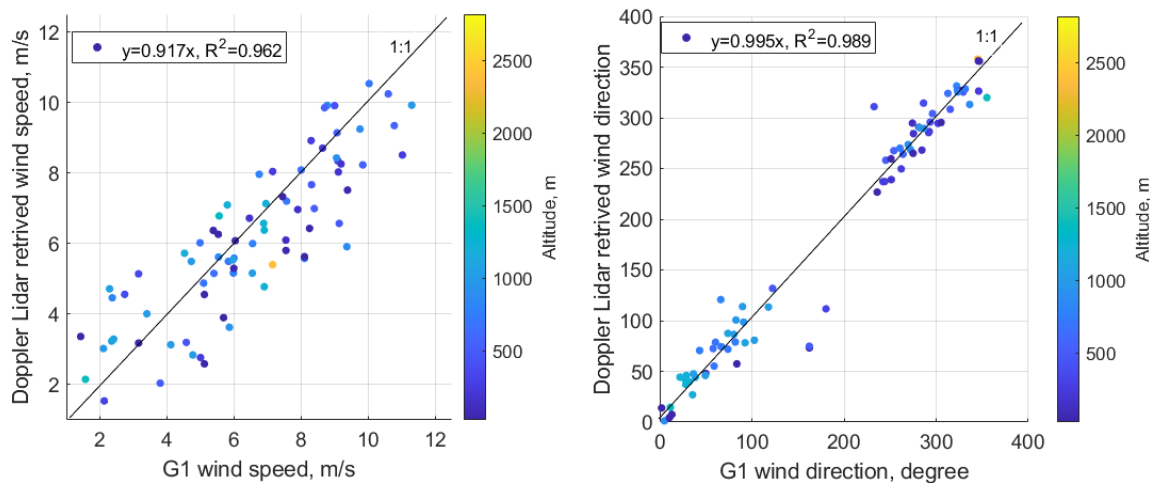 y=0.917x, R²=0.962
1:1
Doppler Lidar retrived wind speed, m/s
12
10
8
6
4
2
2 4 6 8 10 12
G1 wind speed, m/s
2500
2000
1500
1000
500
Altitude, m
y=0.995x, R²=0.989
1:1
Doppler Lidar retrived wind direction
400
350
300
250
200
150
100
50
0
0 100 200 300 400
G1 wind direction, degree
2500
2000
1500
1000
500
Altitude, m